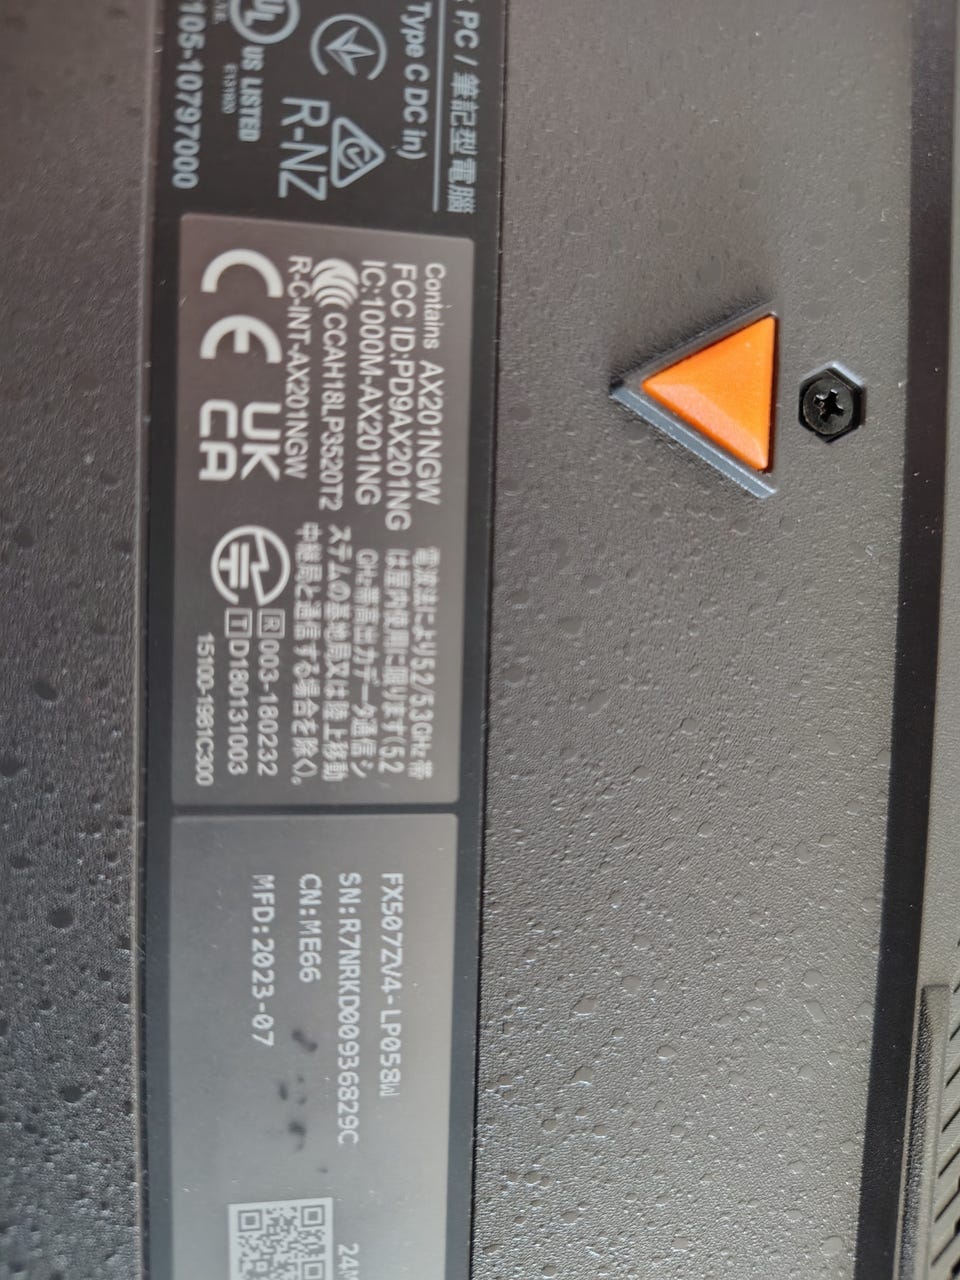 PC / 筆記型電腦
Type C DC in)
R-NZ
UL
US LISTED
E131930
105-10797000
Contains AX201NGW
FCC ID:PD9AX201NG
IC:1000M-AX201NG
CCAH18LP3520T2
R-C-INT-AX201NGW
CE
UK
CA
電波法により5.2/5.3GHz帯
は屋内使用に限ります(5.2
GHz帯高出力データ通信シ
ステムの基地局又は陸上移動
中継局と通信する場合を除く)。
R 003-180232
T D180131003
15100-1981C300
FX507ZV4-LP058W
SN:R7NRKD00936829C
CN:ME66
MFD:2023-07